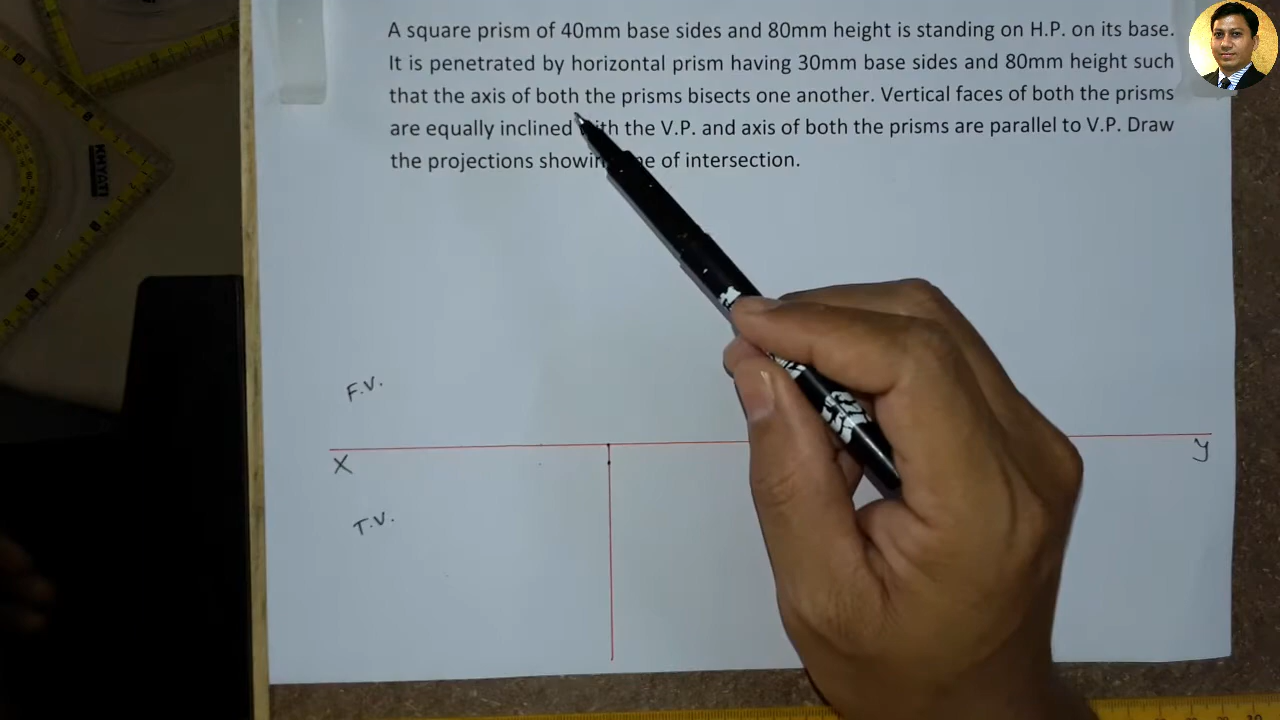 A square prism of 40mm base sides and 80mm height is standing on H.P. on its base.
It is penetrated by horizontal prism having 30mm base sides and 80mm height such
that the axis of both the prisms bisects one another. Vertical faces of both the prisms
are equally inclined the V.P. and axis of both the prisms are parallel to V.P. Draw
the projections of intersection.
KHYATI
F.V.
X
y
T.V.